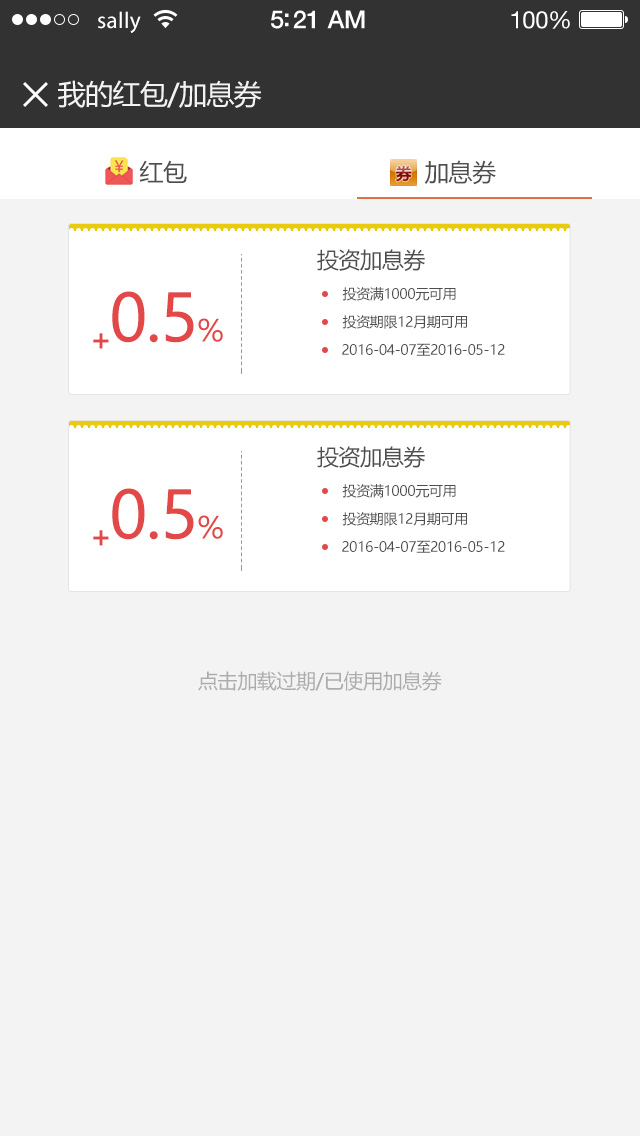 sally 5:21 AM 100%
我的红包/加息券
¥ 红包 券 加息券
投资加息券
+0.5%
投资满1000元可用
投资期限12月期可用
2016-04-07至2016-05-12
投资加息券
+0.5%
投资满1000元可用
投资期限12月期可用
2016-04-07至2016-05-12
点击加载过期/已使用加息券